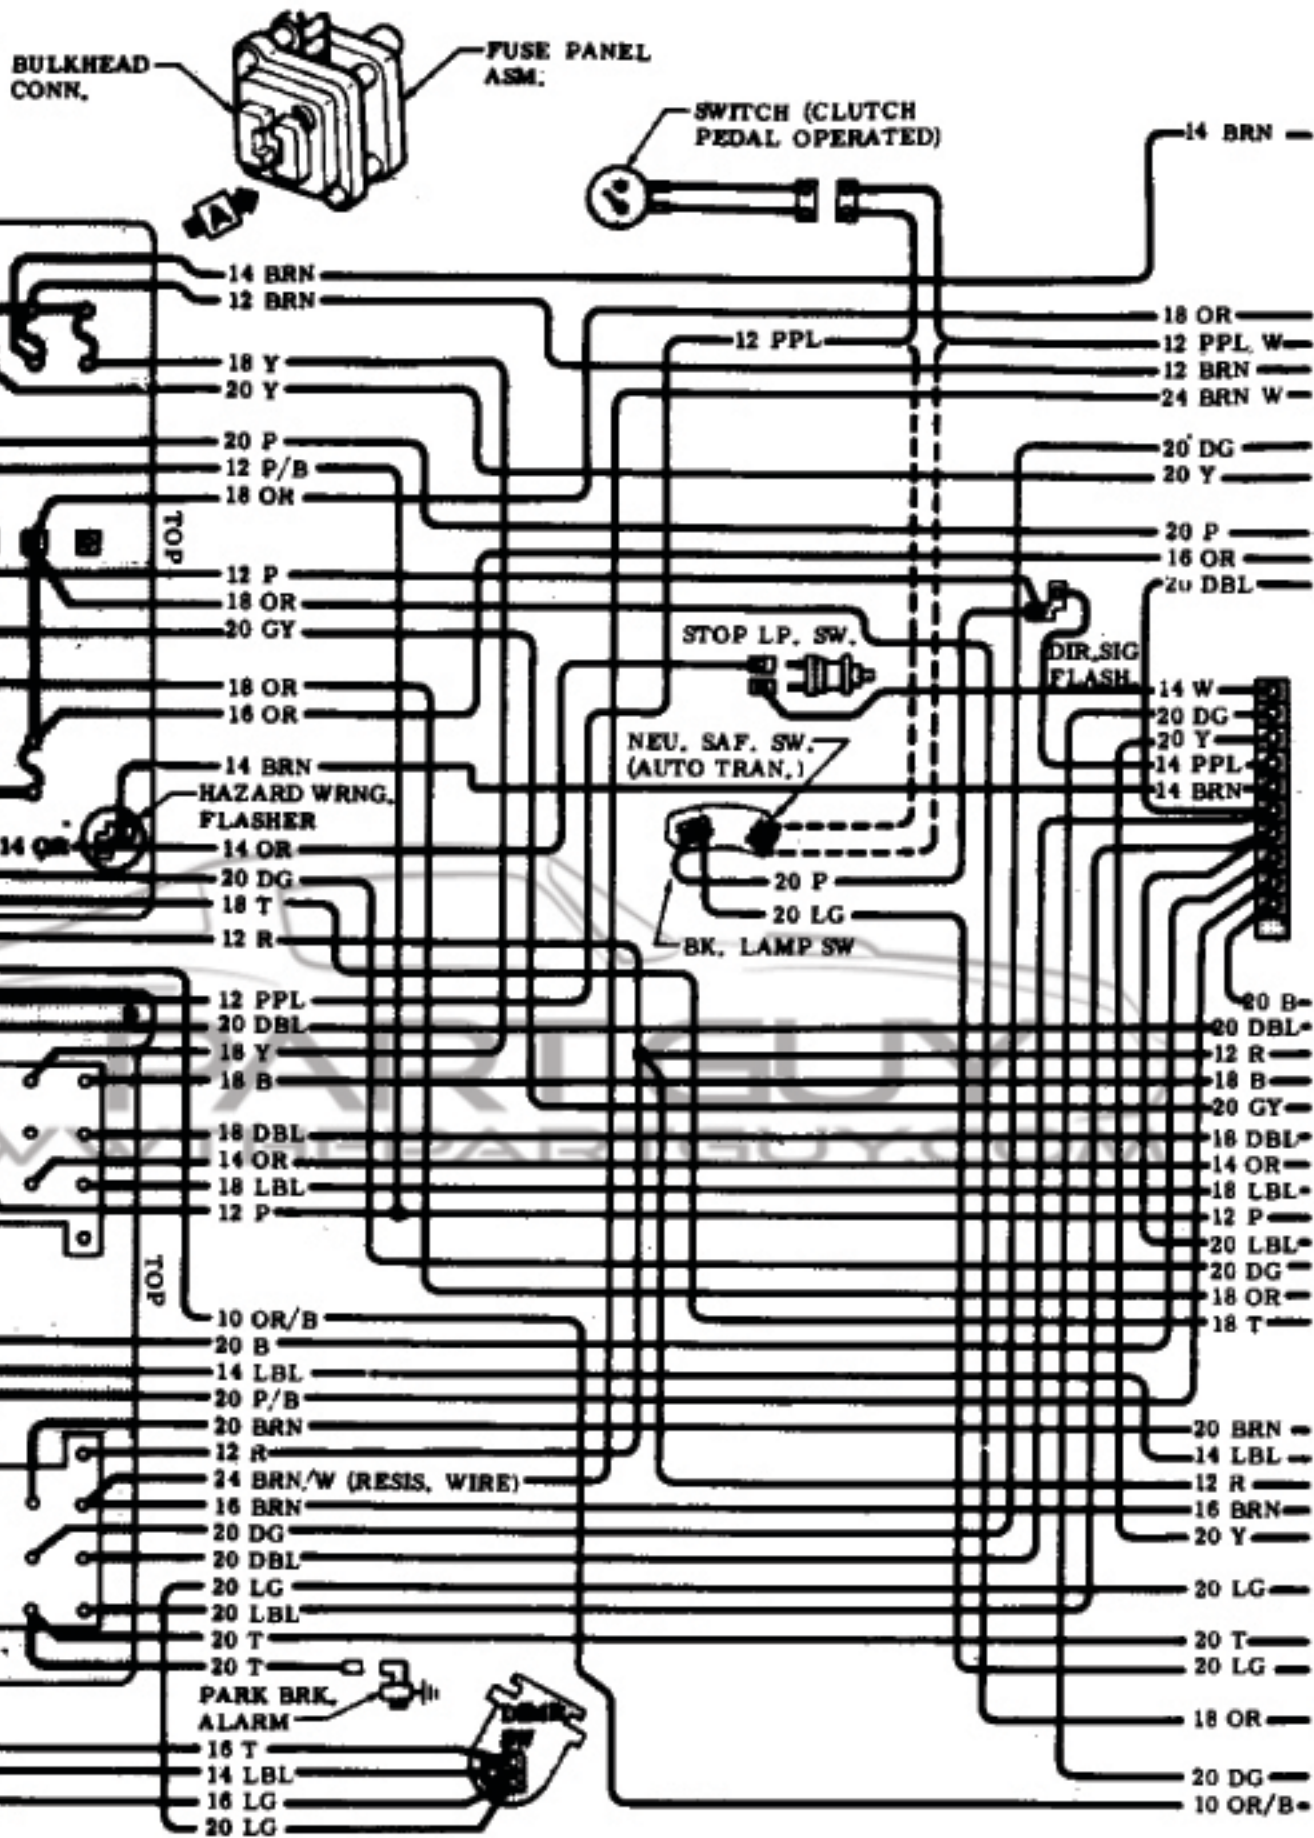 BULKHEAD
CONN.
FUSE PANEL
ASM.
SWITCH (CLUTCH
PEDAL OPERATED)
A
14 BRN
14 BRN
12 BRN
18 OR
12 PPL
12 PPL W
18 Y
12 BRN
20 Y
24 BRN W
20 P
20 DG
12 P/B
20 Y
18 OR
TOP
20 P
16 OR
12 P
20 DBL
18 OR
20 GY
STOP LP. SW.
DIR. SIG
FLASH.
18 OR
14 W
16 OR
20 DG
NEU. SAF. SW.
(AUTO TRAN.)
20 Y
14 BRN
14 PPL
HAZARD WRNG.
FLASHER
14 BRN
14 OR
14 OR
20 DG
20 P
18 T
20 LG
12 R
BK. LAMP SW
12 PPL
20 B
20 DBL
20 DBL
18 Y
12 R
18 B
18 B
20 GY
18 DBL
18 DBL
14 OR
14 OR
18 LBL
18 LBL
12 P
12 P
20 LBL
TOP
20 DG
18 OR
10 OR/B
18 T
20 B
14 LBL
20 P/B
20 BRN
20 BRN
12 R
14 LBL
24 BRN/W (RESIS. WIRE)
12 R
16 BRN
16 BRN
20 DG
20 Y
20 DBL
20 LG
20 LG
20 LBL
20 T
20 T
20 T
20 LG
PARK BRK.
ALARM
DIMR
SW
18 OR
16 T
14 LBL
20 DG
16 LG
10 OR/B
20 LG
PARTGUY